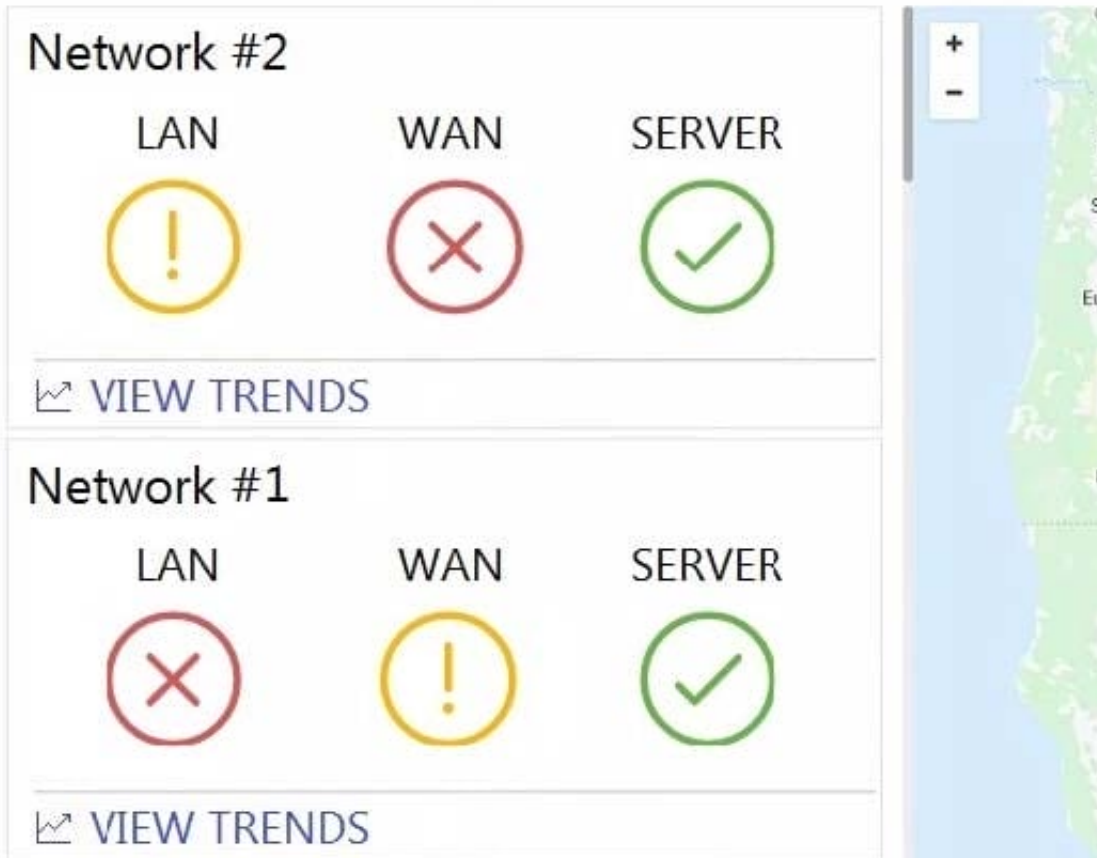 Network #2
LAN WAN SERVER
VIEW TRENDS
Network #1
LAN WAN SERVER
VIEW TRENDS
+
-